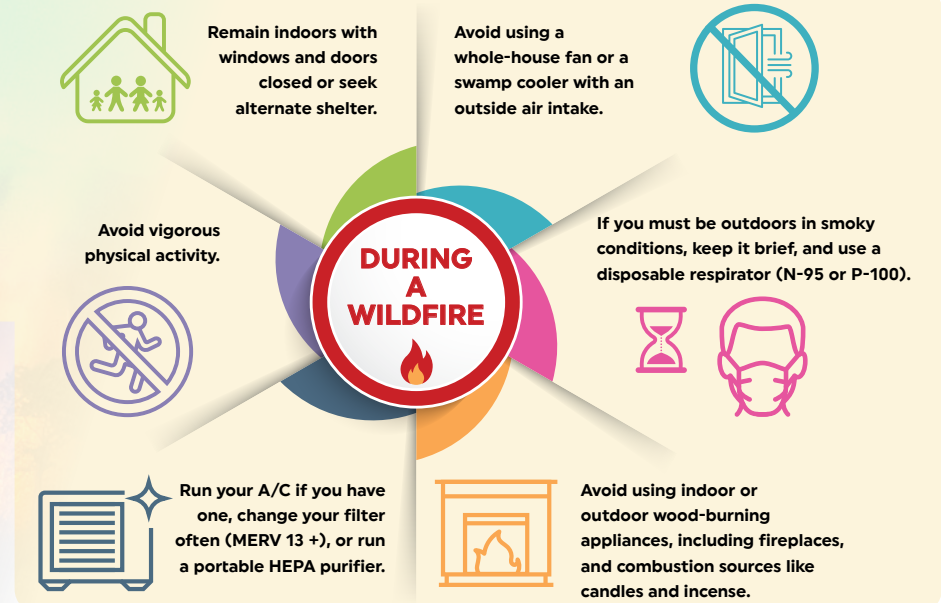 Remain indoors with
windows and doors
closed or seek
alternate shelter.
Avoid using a
whole-house fan or a
swamp cooler with an
outside air intake.
Avoid vigorous
physical activity.
DURING
A
WILDFIRE
If you must be outdoors in smoky
conditions, keep it brief, and use a
disposable respirator (N-95 or P-100).
Run your A/C if you have
one, change your filter
often (MERV 13 +), or run
a portable HEPA purifier.
Avoid using indoor or
outdoor wood-burning
appliances, including fireplaces,
and combustion sources like
candles and incense.